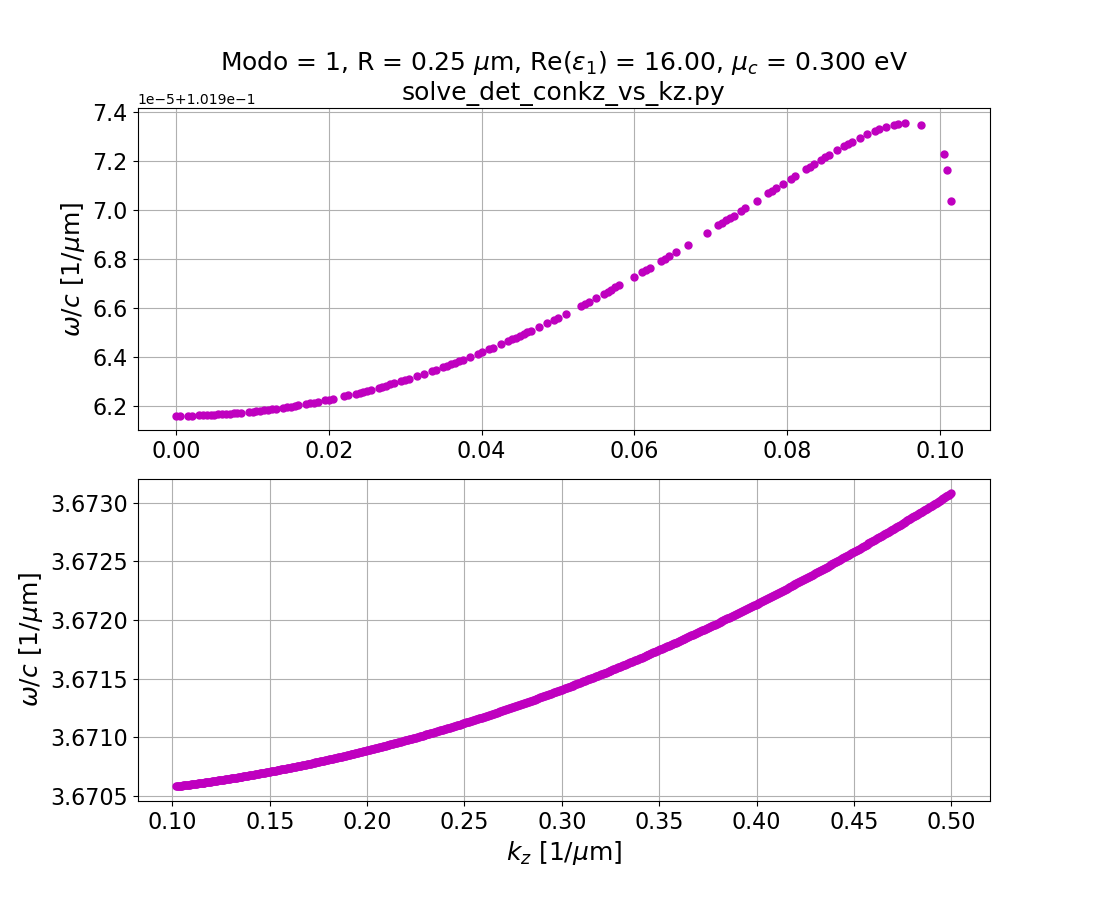 Modo = 1, R = 0.25 μm, Re(ε₁) = 16.00, μ_c = 0.300 eV
solve_det_conkz_vs_kz.py
1e−5+1.019e−1
7.4
7.2
7.0
6.8
6.6
6.4
6.2
ω/c [1/μm]
0.00 0.02 0.04 0.06 0.08 0.10
3.6730
3.6725
3.6720
3.6715
3.6710
3.6705
ω/c [1/μm]
0.10 0.15 0.20 0.25 0.30 0.35 0.40 0.45 0.50
k_z [1/μm]